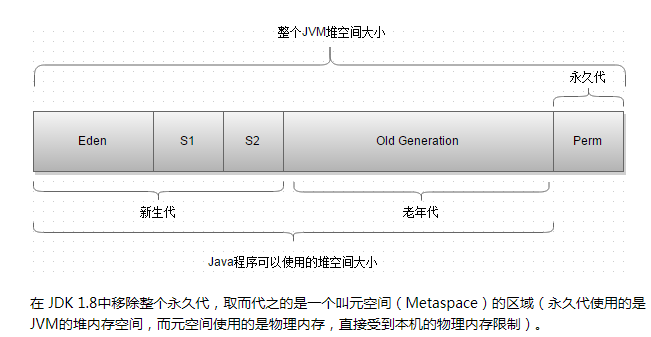 整个JVM堆空间大小
永久代
Eden
S1
S2
Old Generation
Perm
新生代
老年代
Java程序可以使用的堆空间大小
在 JDK 1.8中移除整个永久代，取而代之的是一个叫元空间（Metaspace）的区域（永久代使用的是
JVM的堆内存空间，而元空间使用的是物理内存，直接受到本机的物理内存限制）。